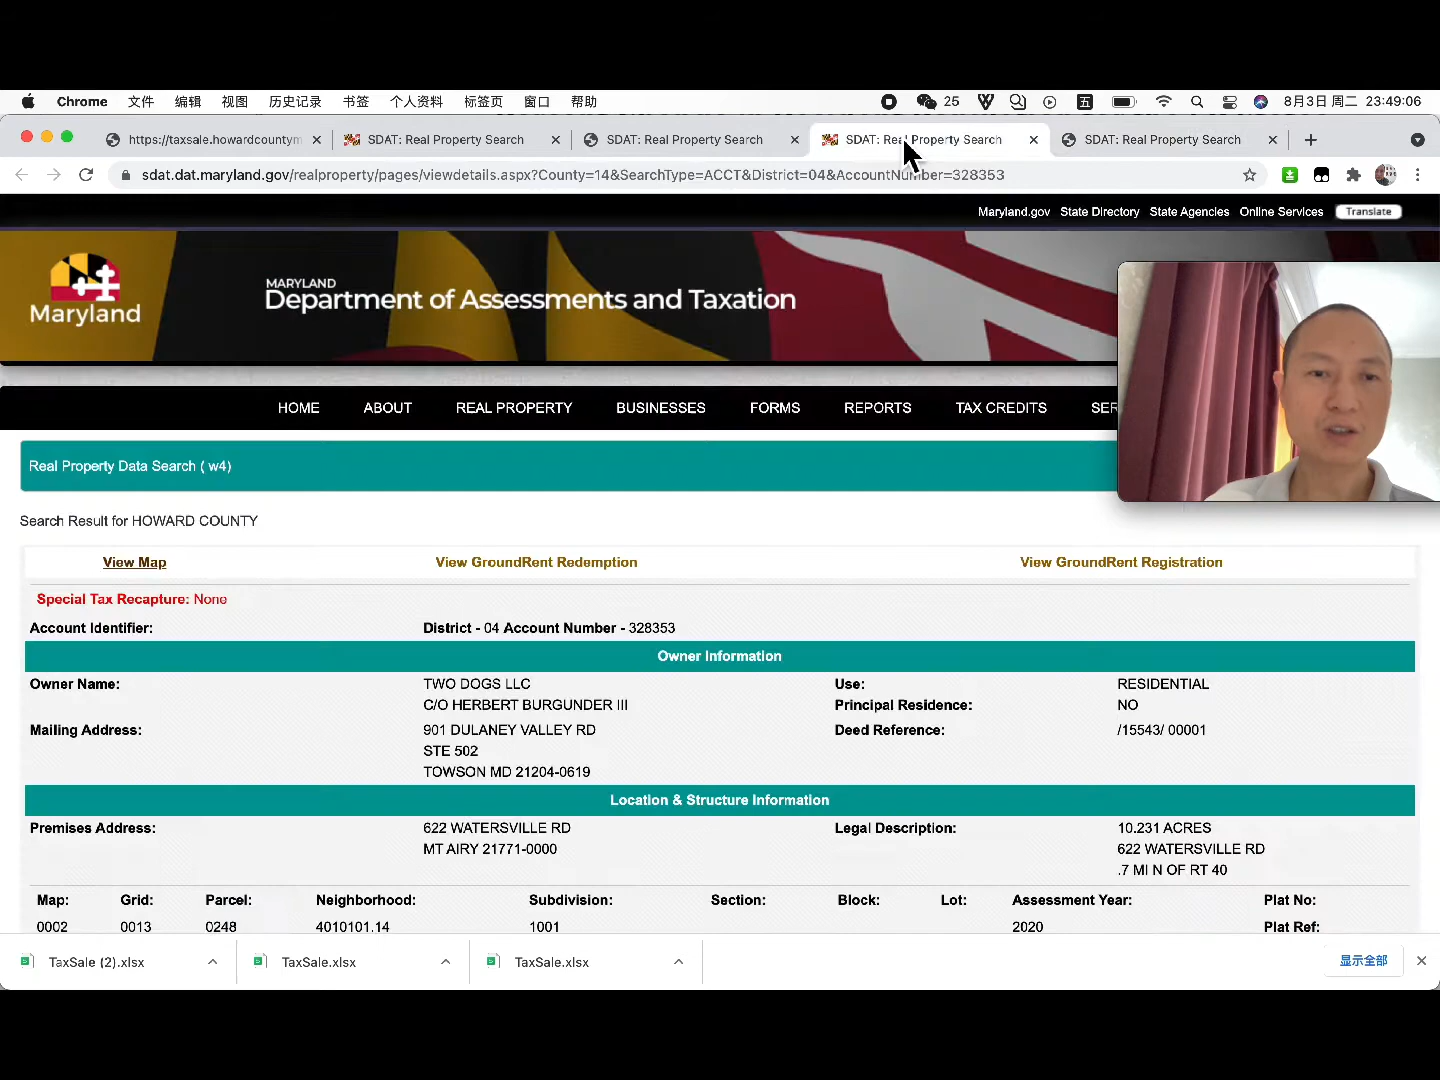 Chrome 文件 编辑 视图 历史记录 书签 个人资料 标签页 窗口 帮助 25 五 8月3日 周二 23:49:06
https://taxsale.howardcountym SDAT: Real Property Search SDAT: Real Property Search SDAT: Real Property Search SDAT: Real Property Search
sdat.dat.maryland.gov/realproperty/pages/viewdetails.aspx?County=14&SearchType=ACCT&District=04&AccountNumber=328353
Maryland.gov State Directory State Agencies Online Services Translate
MARYLAND
Department of Assessments and Taxation
Maryland
HOME ABOUT REAL PROPERTY BUSINESSES FORMS REPORTS TAX CREDITS SER
Real Property Data Search ( w4)
Search Result for HOWARD COUNTY
View Map View GroundRent Redemption View GroundRent Registration
Special Tax Recapture: None
Account Identifier: District - 04 Account Number - 328353
Owner Information
Owner Name: TWO DOGS LLC Use: RESIDENTIAL
C/O HERBERT BURGUNDER III Principal Residence: NO
Mailing Address: 901 DULANEY VALLEY RD Deed Reference: /15543/ 00001
STE 502
TOWSON MD 21204-0619
Location & Structure Information
Premises Address: 622 WATERSVILLE RD Legal Description: 10.231 ACRES
MT AIRY 21771-0000 622 WATERSVILLE RD
.7 MI N OF RT 40
Map: Grid: Parcel: Neighborhood: Subdivision: Section: Block: Lot: Assessment Year: Plat No:
0002 0013 0248 4010101.14 1001 2020 Plat Ref:
TaxSale (2).xlsx TaxSale.xlsx TaxSale.xlsx 显示全部